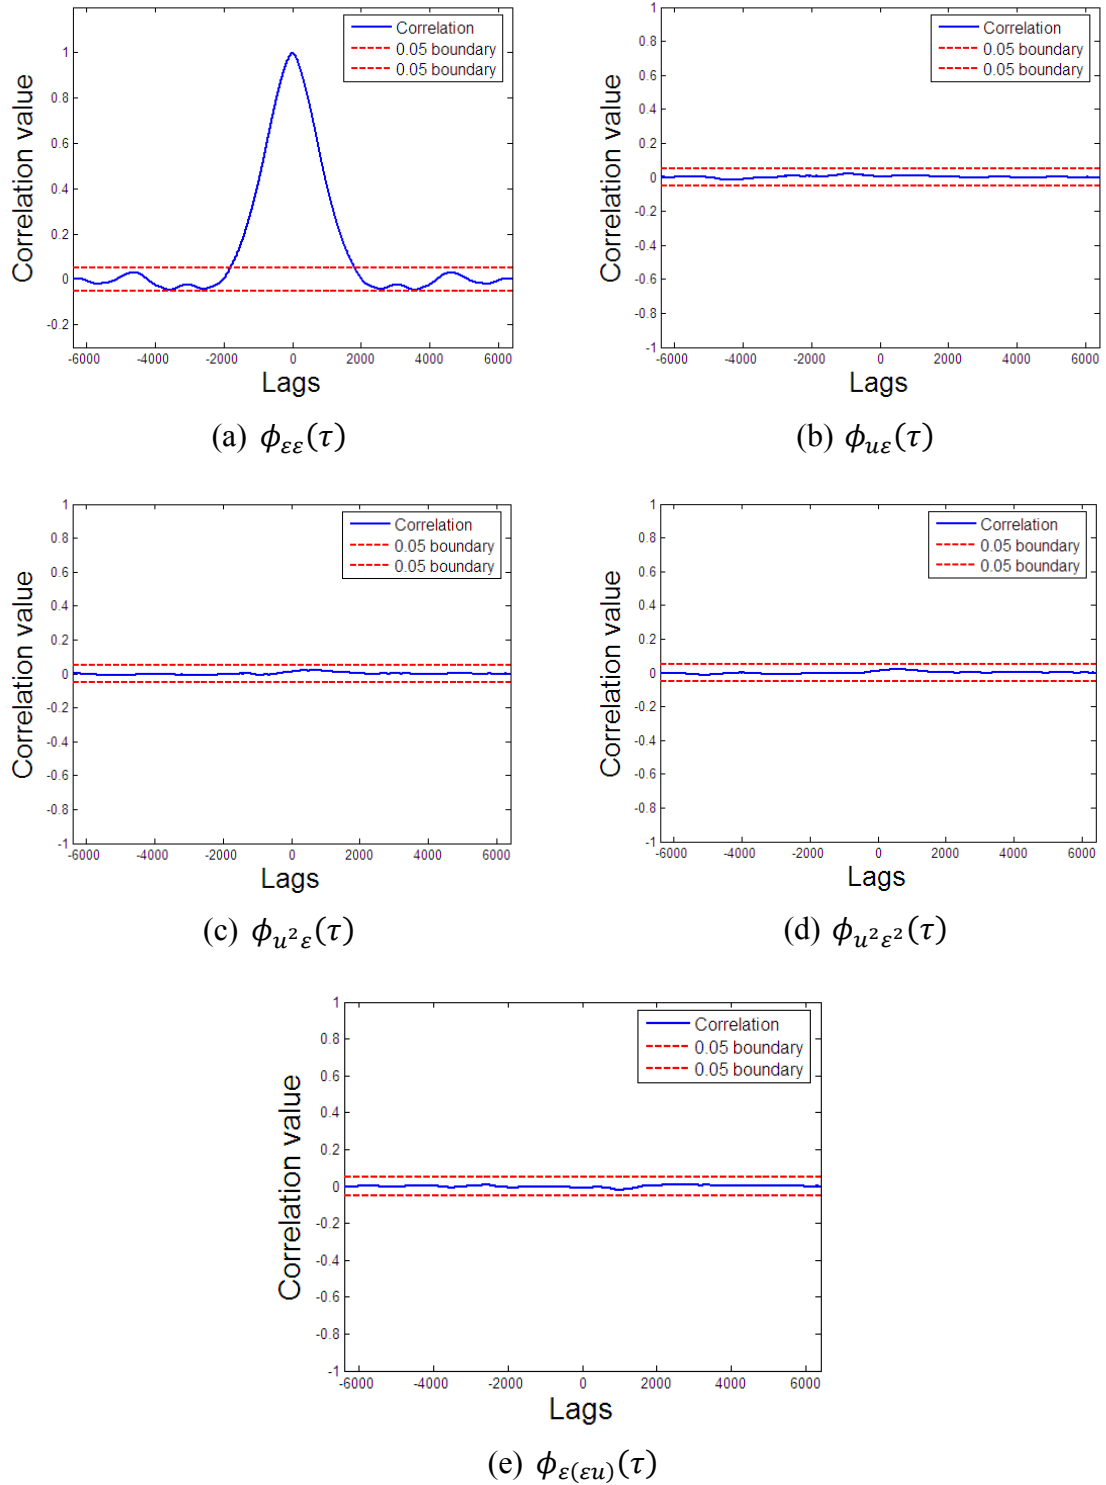 Correlation
0.05 boundary
0.05 boundary
1
0.8
0.6
0.4
0.2
0
-0.2
Correlation value
-6000 -4000 -2000 0 2000 4000 6000
Lags
(a) ϕεε(τ)
Correlation
0.05 boundary
0.05 boundary
1
0.8
0.6
0.4
0.2
0
-0.2
-0.4
-0.6
-0.8
-1
Correlation value
-6000 -4000 -2000 0 2000 4000 6000
Lags
(b) ϕuε(τ)
Correlation
0.05 boundary
0.05 boundary
1
0.8
0.6
0.4
0.2
0
-0.2
-0.4
-0.6
-0.8
-1
Correlation value
-6000 -4000 -2000 0 2000 4000 6000
Lags
(c) ϕu²ε(τ)
Correlation
0.05 boundary
0.05 boundary
1
0.8
0.6
0.4
0.2
0
-0.2
-0.4
-0.6
-0.8
-1
Correlation value
-6000 -4000 -2000 0 2000 4000 6000
Lags
(d) ϕu²ε²(τ)
Correlation
0.05 boundary
0.05 boundary
1
0.8
0.6
0.4
0.2
0
-0.2
-0.4
-0.6
-0.8
-1
Correlation value
-6000 -4000 -2000 0 2000 4000 6000
Lags
(e) ϕε(εu)(τ)